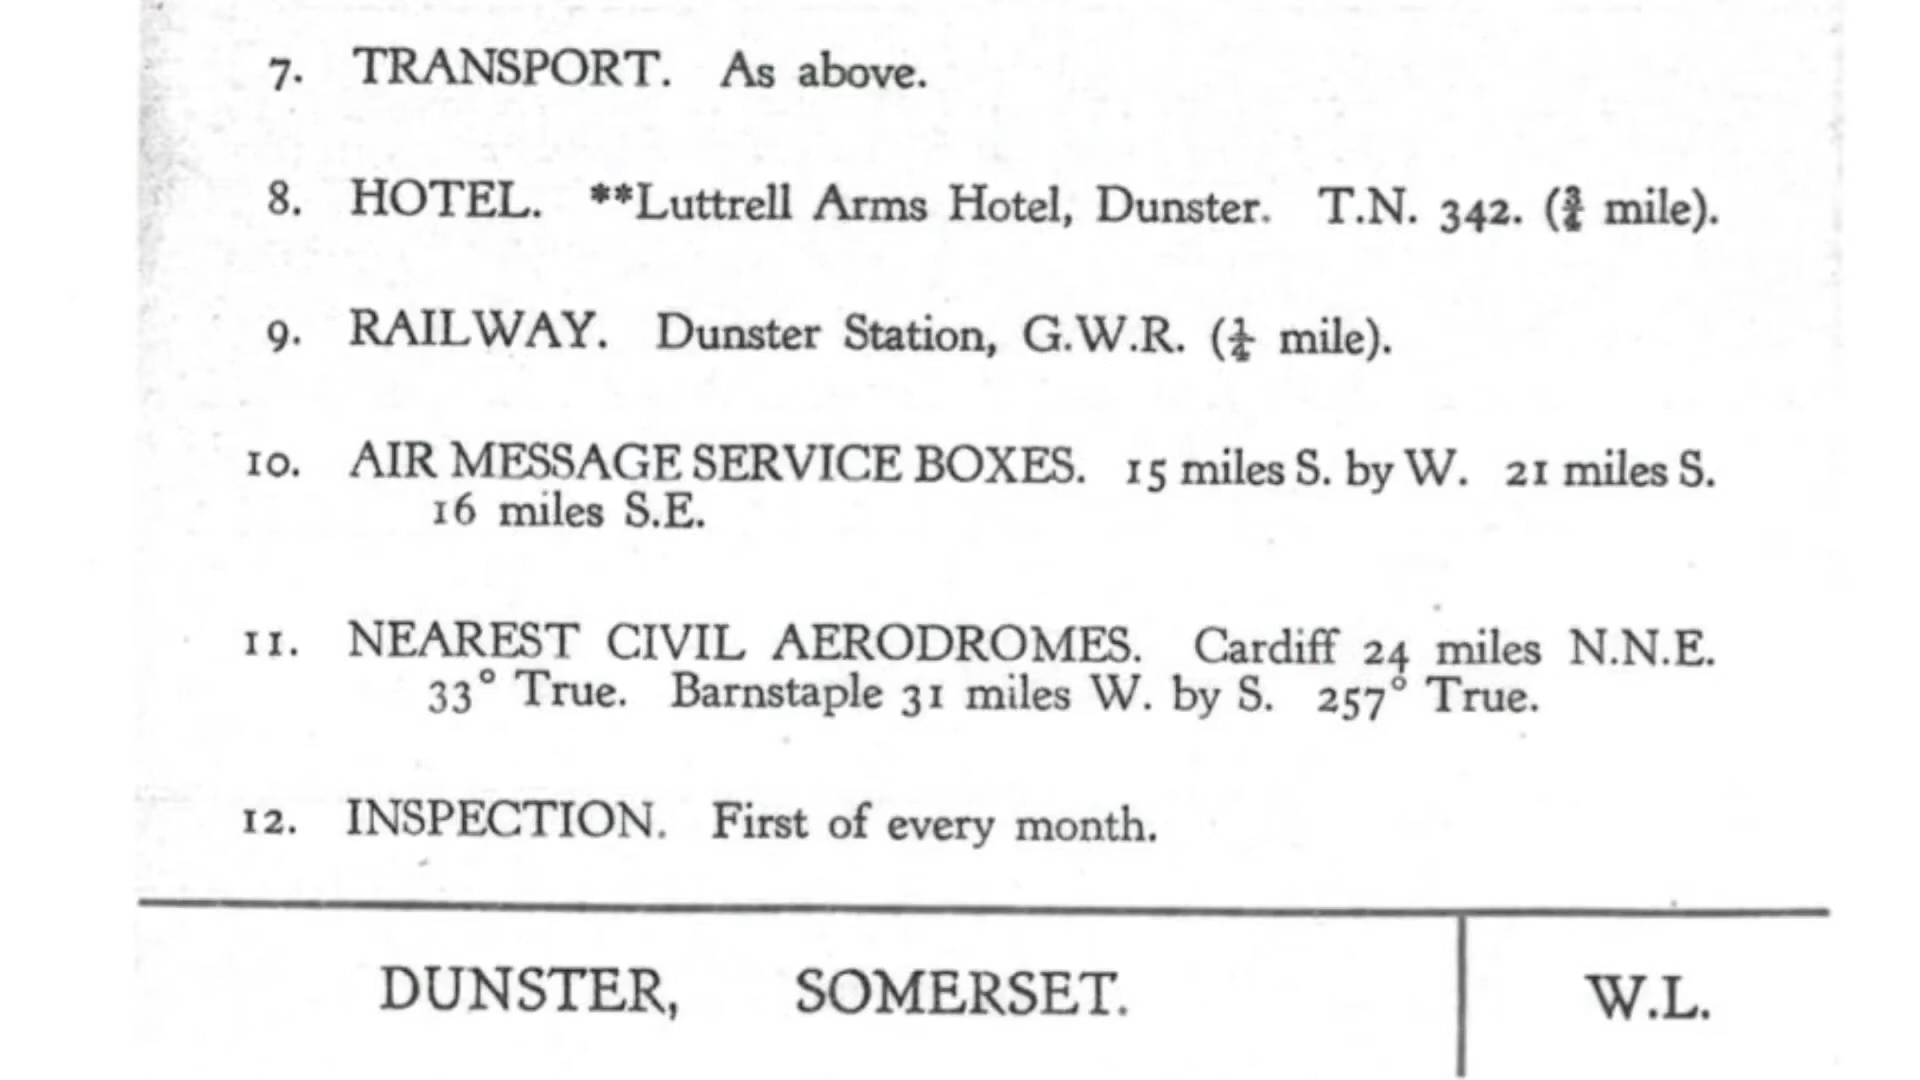 7. TRANSPORT. As above.
8. HOTEL. **Luttrell Arms Hotel, Dunster. T.N. 342. (¾ mile).
9. RAILWAY. Dunster Station, G.W.R. (¼ mile).
10. AIR MESSAGE SERVICE BOXES. 15 miles S. by W. 21 miles S.
16 miles S.E.
11. NEAREST CIVIL AERODROMES. Cardiff 24 miles N.N.E.
33° True. Barnstaple 31 miles W. by S. 257° True.
12. INSPECTION. First of every month.
DUNSTER, SOMERSET. W.L.